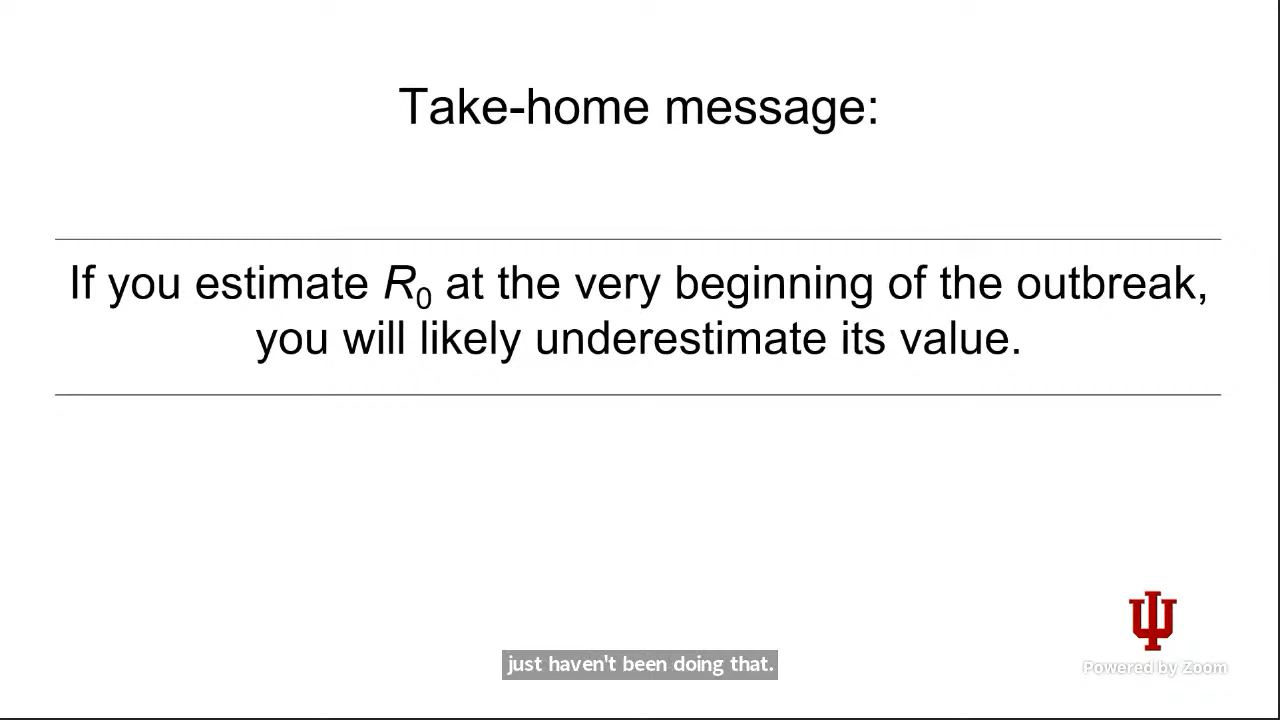 Take-home message:
If you estimate R₀ at the very beginning of the outbreak,
you will likely underestimate its value.
just haven't been doing that.
Powered by Zoom